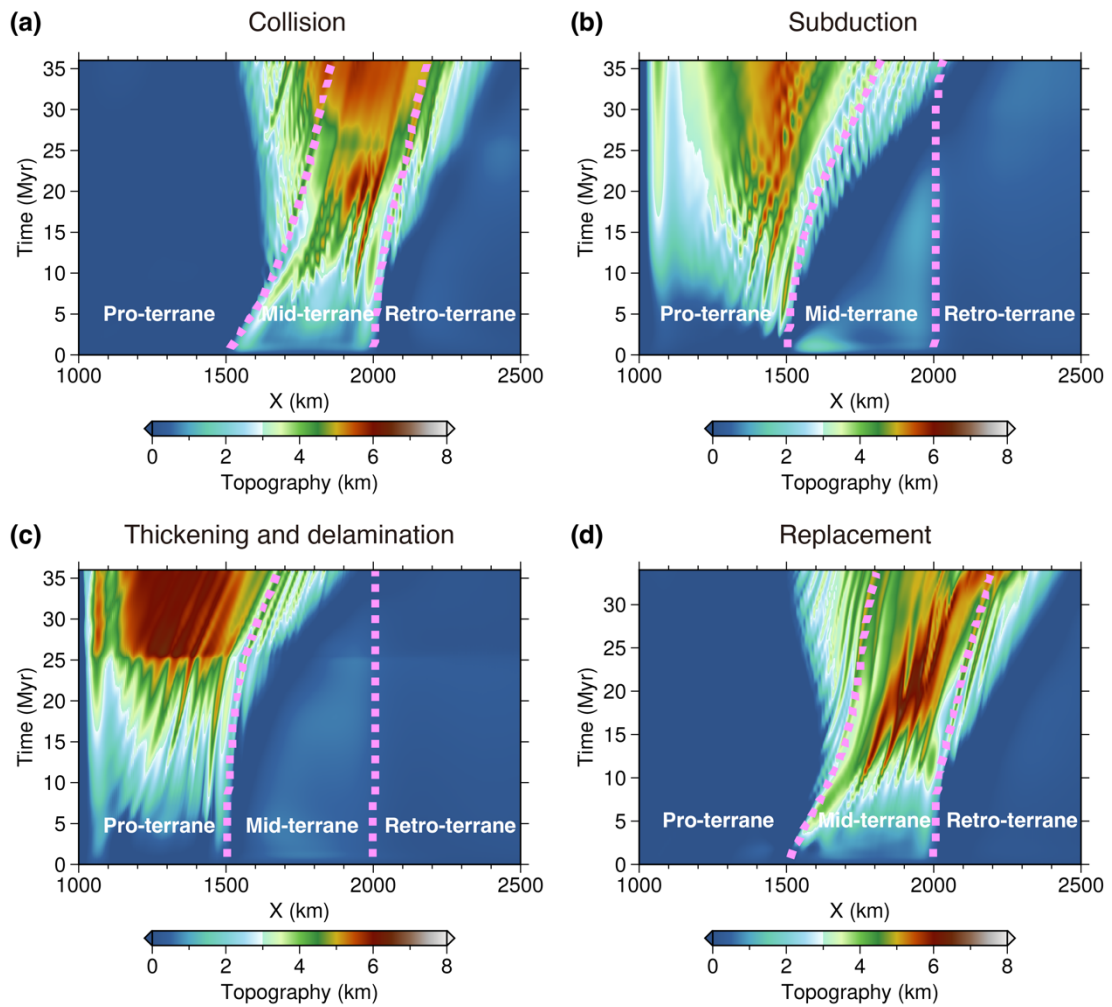 (a) Collision
35
30
25
20
15
10
5
0
Time (Myr)
Pro-terrane Mid-terrane Retro-terrane
1000 1500 2000 2500
X (km)
0 2 4 6 8
Topography (km)
(b) Subduction
35
30
25
20
15
10
5
0
Time (Myr)
Pro-terrane Mid-terrane Retro-terrane
1000 1500 2000 2500
X (km)
0 2 4 6 8
Topography (km)
(c) Thickening and delamination
35
30
25
20
15
10
5
0
Time (Myr)
Pro-terrane Mid-terrane Retro-terrane
1000 1500 2000 2500
X (km)
0 2 4 6 8
Topography (km)
(d) Replacement
30
25
20
15
10
5
0
Time (Myr)
Pro-terrane Mid-terrane Retro-terrane
1000 1500 2000 2500
X (km)
0 2 4 6 8
Topography (km)